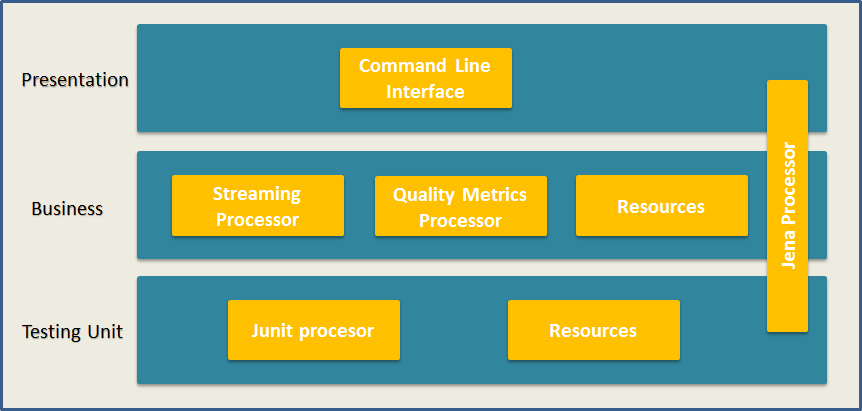 Presentation
Command Line
Interface
Business
Streaming
Processor
Quality Metrics
Processor
Resources
Jena Processor
Testing Unit
Junit procesor
Resources